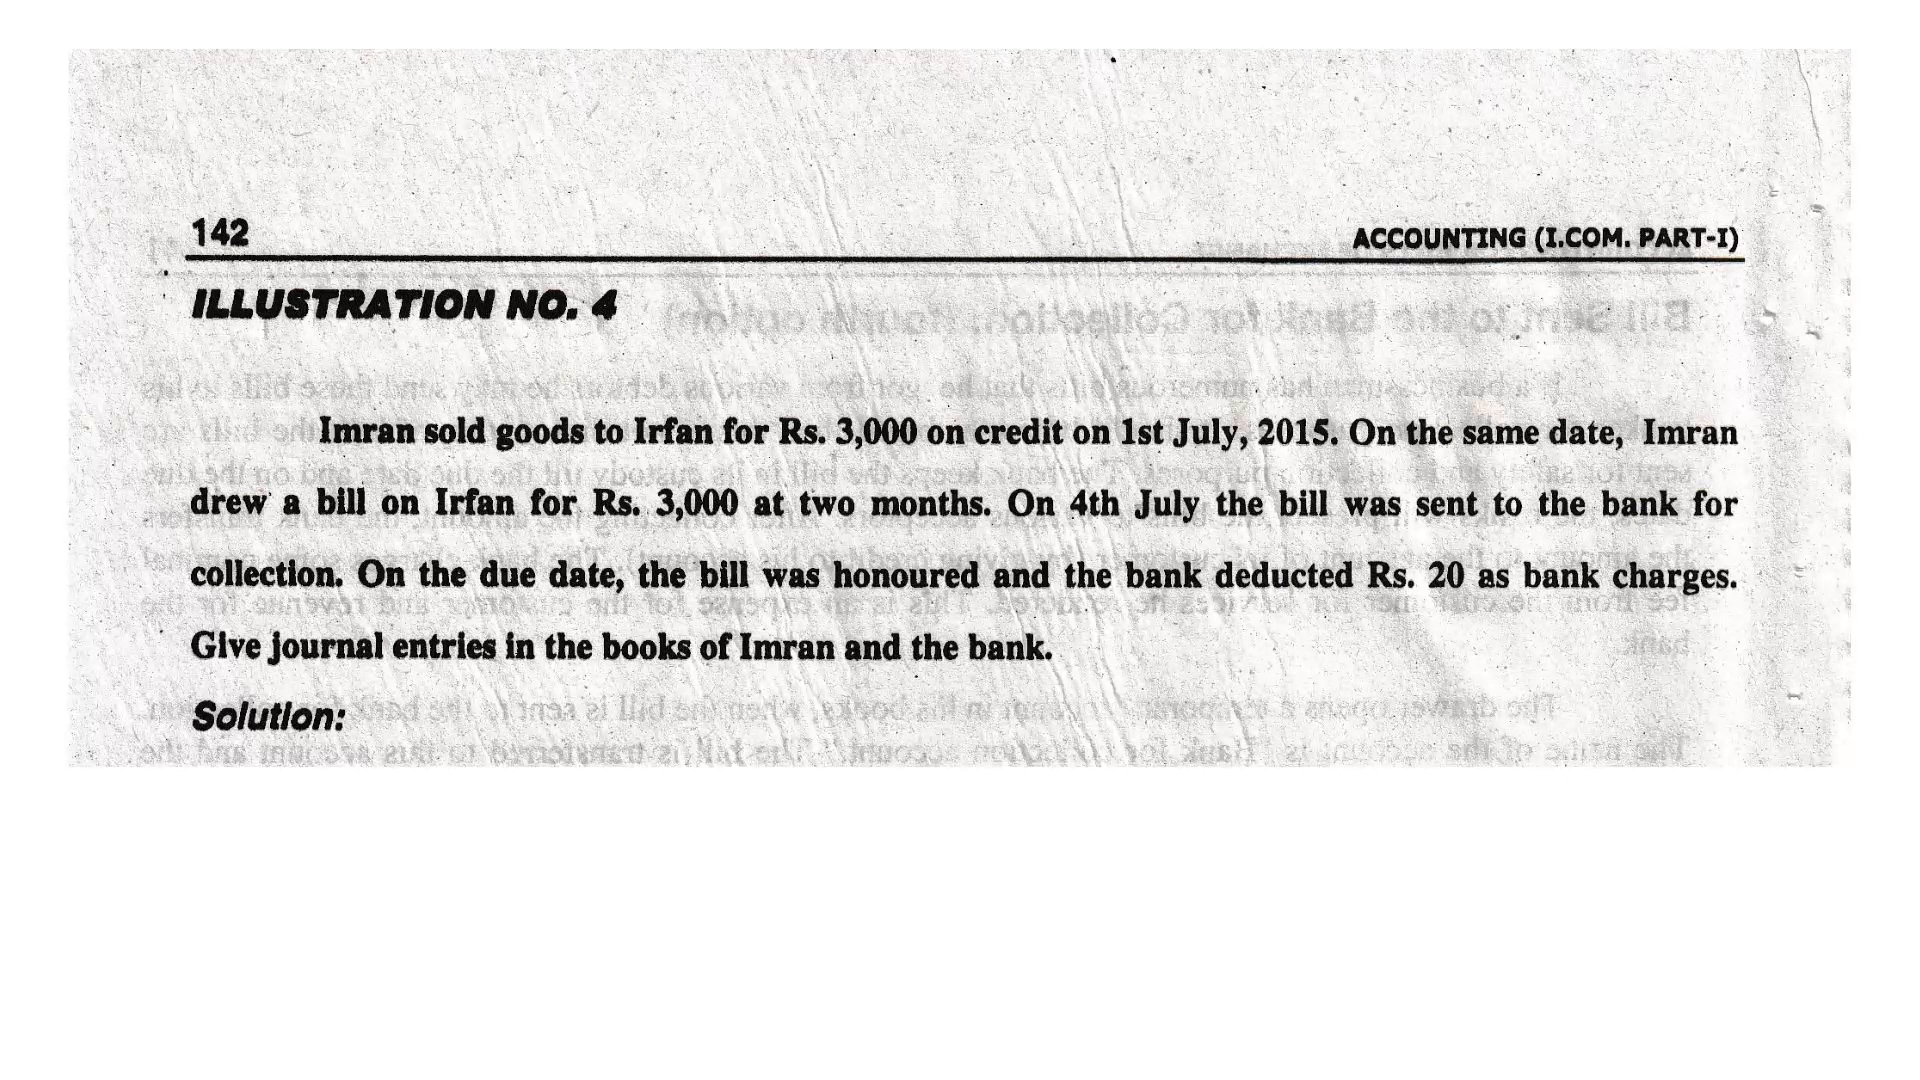 142 ACCOUNTING (I.COM. PART-I)
ILLUSTRATION NO. 4
Imran sold goods to Irfan for Rs. 3,000 on credit on 1st July, 2015. On the same date, Imran
drew a bill on Irfan for Rs. 3,000 at two months. On 4th July the bill was sent to the bank for
collection. On the due date, the bill was honoured and the bank deducted Rs. 20 as bank charges.
Give journal entries in the books of Imran and the bank.
Solution: